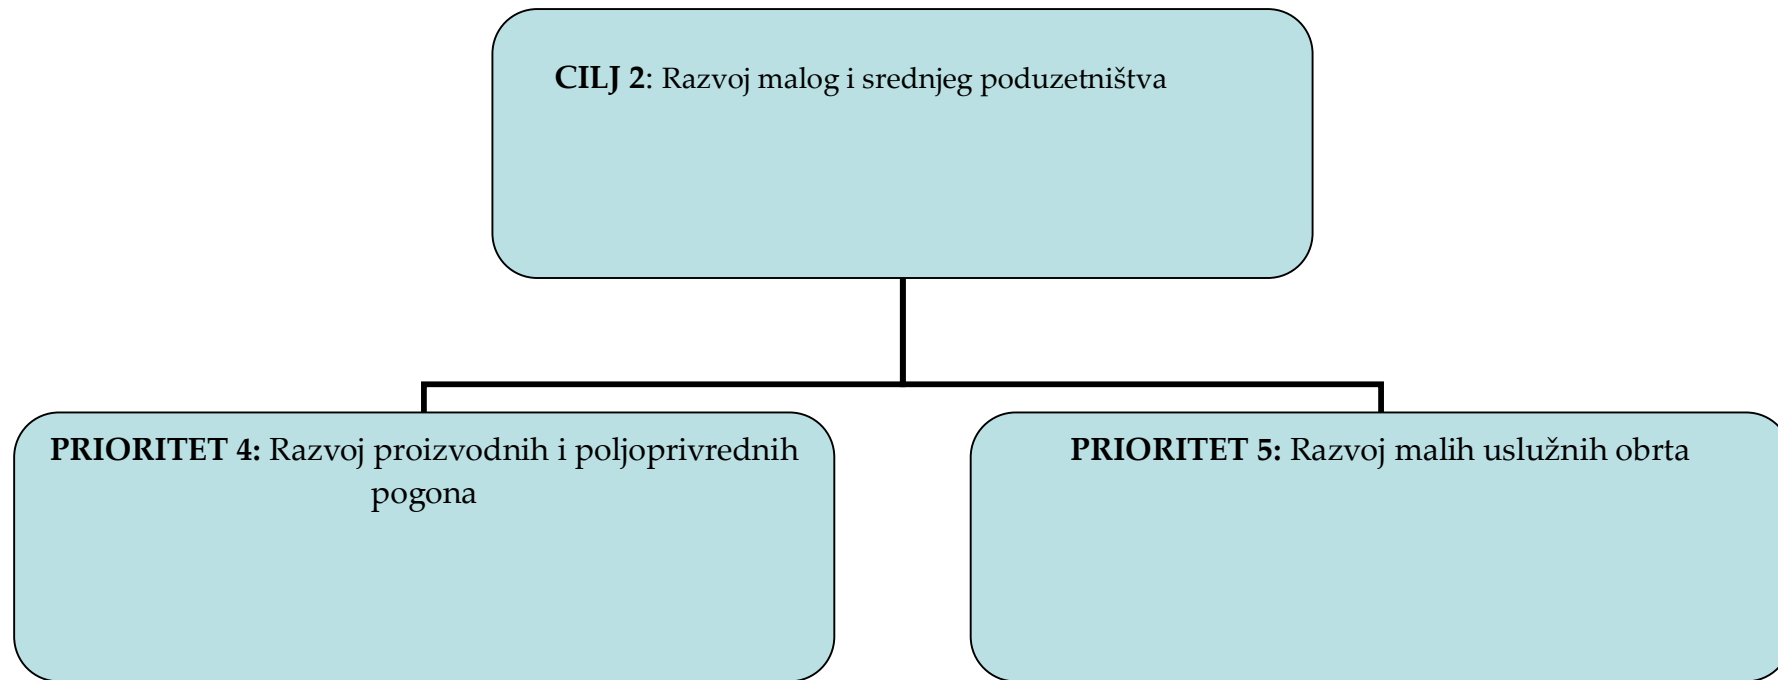 CILJ 2: Razvoj malog i srednjeg poduzetništva
PRIORITET 4: Razvoj proizvodnih i poljoprivrednih
pogona
PRIORITET 5: Razvoj malih uslužnih obrta